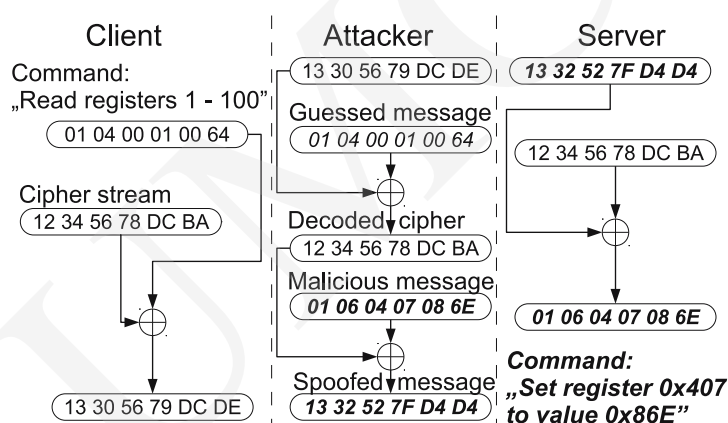 Client
Command:
„Read registers 1 - 100”
01 04 00 01 00 64
Cipher stream
12 34 56 78 DC BA
13 30 56 79 DC DE
Attacker
13 30 56 79 DC DE
Guessed message
01 04 00 01 00 64
Decoded cipher
12 34 56 78 DC BA
Malicious message
01 06 04 07 08 6E
Spoofed message
13 32 52 7F D4 D4
Server
13 32 52 7F D4 D4
12 34 56 78 DC BA
01 06 04 07 08 6E
Command:
„Set register 0x407
to value 0x86E”